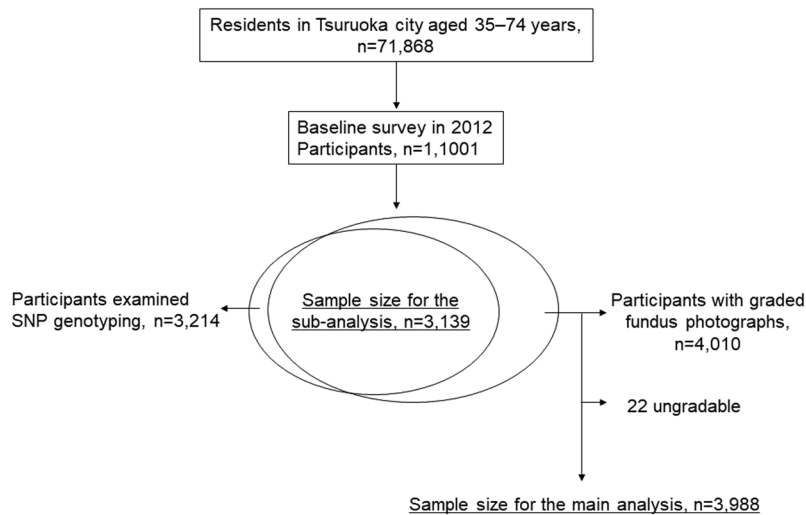 Residents in Tsuruoka city aged 35–74 years,
n=71,868
Baseline survey in 2012
Participants, n=1,1001
Participants examined
SNP genotyping, n=3,214
Sample size for the
sub-analysis, n=3,139
Participants with graded
fundus photographs,
n=4,010
22 ungradable
Sample size for the main analysis, n=3,988